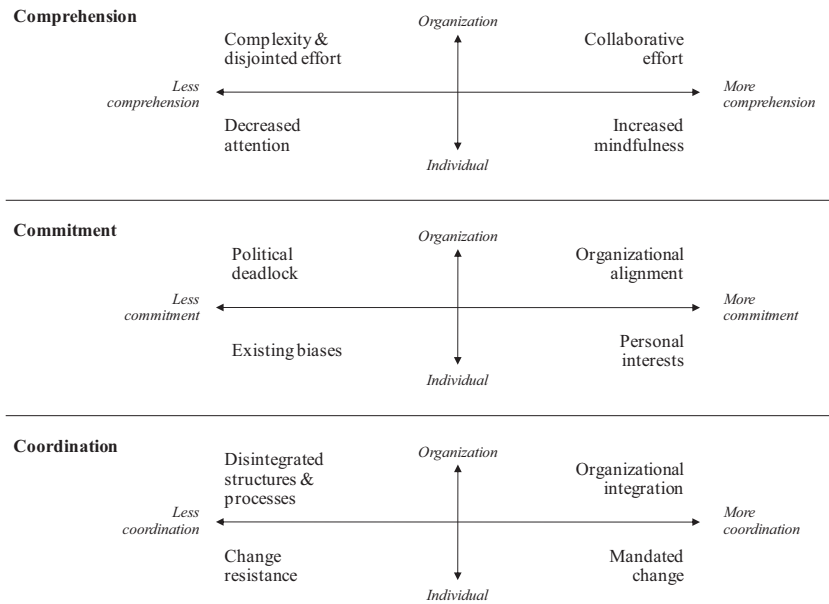 Comprehension
Organization
Complexity &
disjointed effort
Collaborative
effort
Less
comprehension
More
comprehension
Decreased
attention
Increased
mindfulness
Individual
Commitment
Organization
Political
deadlock
Organizational
alignment
Less
commitment
More
commitment
Existing biases
Personal
interests
Individual
Coordination
Organization
Disintegrated
structures &
processes
Organizational
integration
Less
coordination
More
coordination
Change
resistance
Mandated
change
Individual